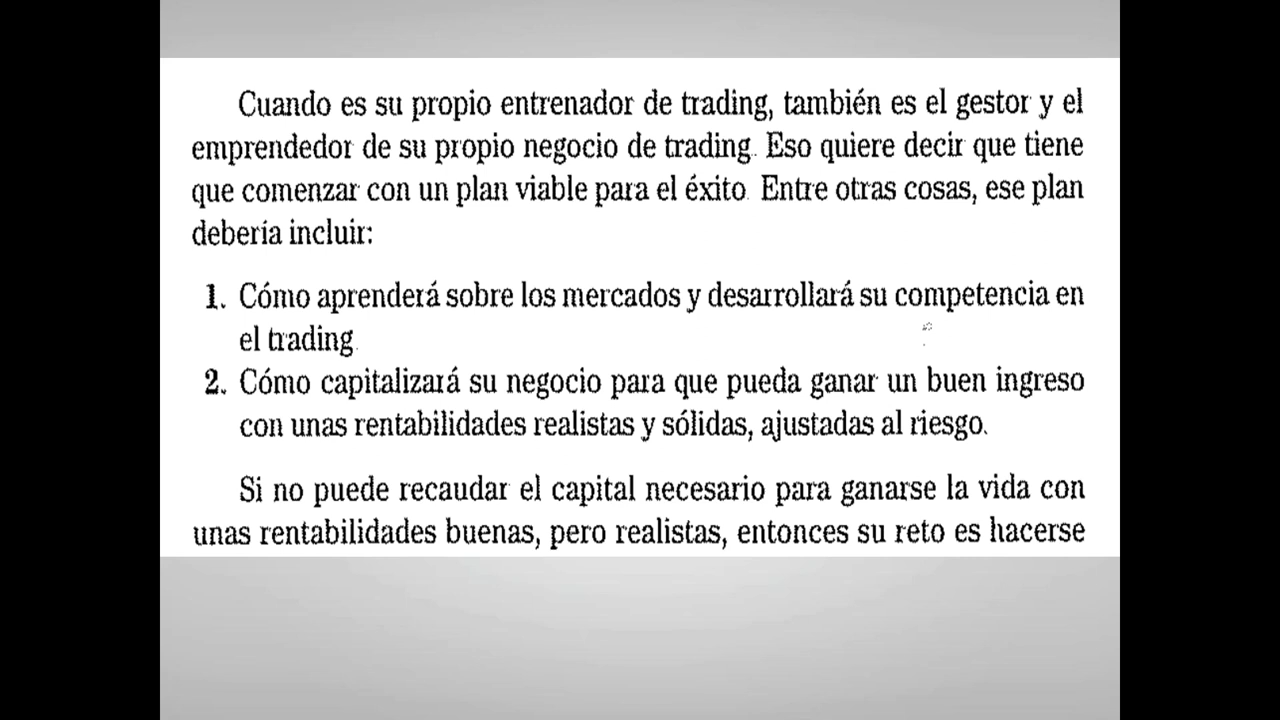 Cuando es su propio entrenador de trading, también es el gestor y el
emprendedor de su propio negocio de trading. Eso quiere decir que tiene
que comenzar con un plan viable para el éxito. Entre otras cosas, ese plan
debería incluir:
1. Cómo aprenderá sobre los mercados y desarrollará su competencia en
el trading.
2. Cómo capitalizará su negocio para que pueda ganar un buen ingreso
con unas rentabilidades realistas y sólidas, ajustadas al riesgo.
Si no puede recaudar el capital necesario para ganarse la vida con
unas rentabilidades buenas, pero realistas, entonces su reto es hacerse